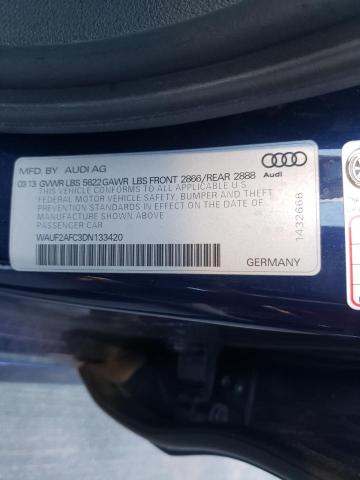 MFD BY AUDI AG
03 13 GVWR LBS 5622 GAWR LBS FRONT 2866/REAR 2888
Audi
THIS VEHICLE CONFORMS TO ALL APPLICABLE U S
FEDERAL MOTOR VEHICLE SAFETY, BUMPER AND THEFT
PREVENTION STANDARDS IN EFFECT ON THE DATE OF
MANUFACTURE SHOWN ABOVE
PASSENGER CAR
WAUF2AFC3DN133420
GERMANY
1432668